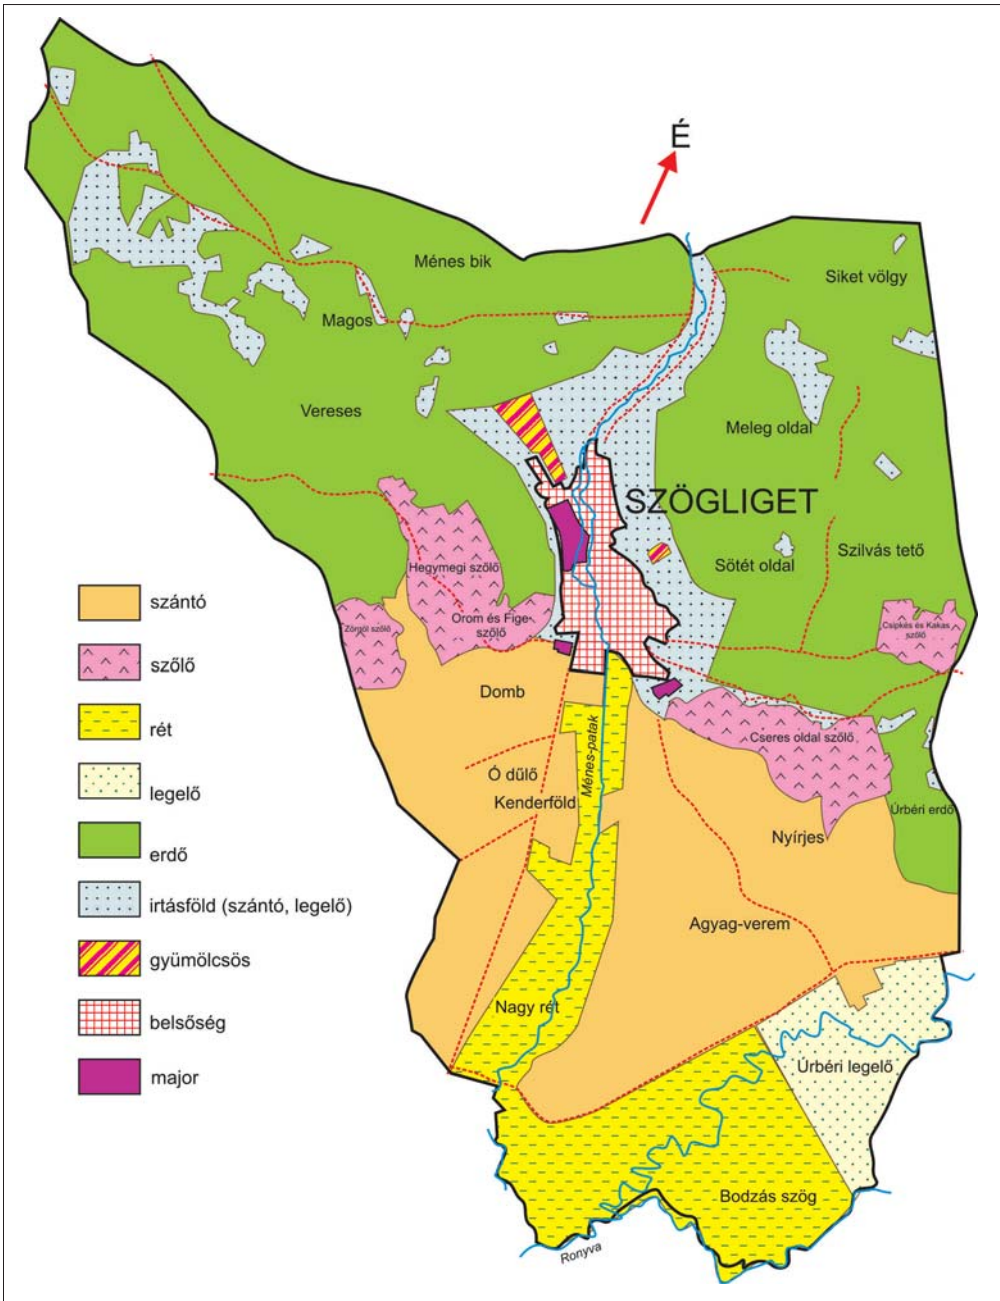 É
Ménes bik
Siket völgy
Magos
Vereses
Meleg oldal
SZÖGLIGET
Szilvás tető
Sötét oldal
Hegymegi szőlő
Zörgöl szőlő
Orom és Fige-
szőlő
Csipkés és Kakas
szőlő
Domb
Ménes-patak
Cseres oldal szőlő
Ó dűlő
Kenderföld
Úrbéri erdő
Nyírjes
Agyag-verem
Nagy rét
Úrbéri legelő
Bodzás szög
Ronyva
szántó
szőlő
rét
legelő
erdő
irtásföld (szántó, legelő)
gyümölcsös
belsőség
major